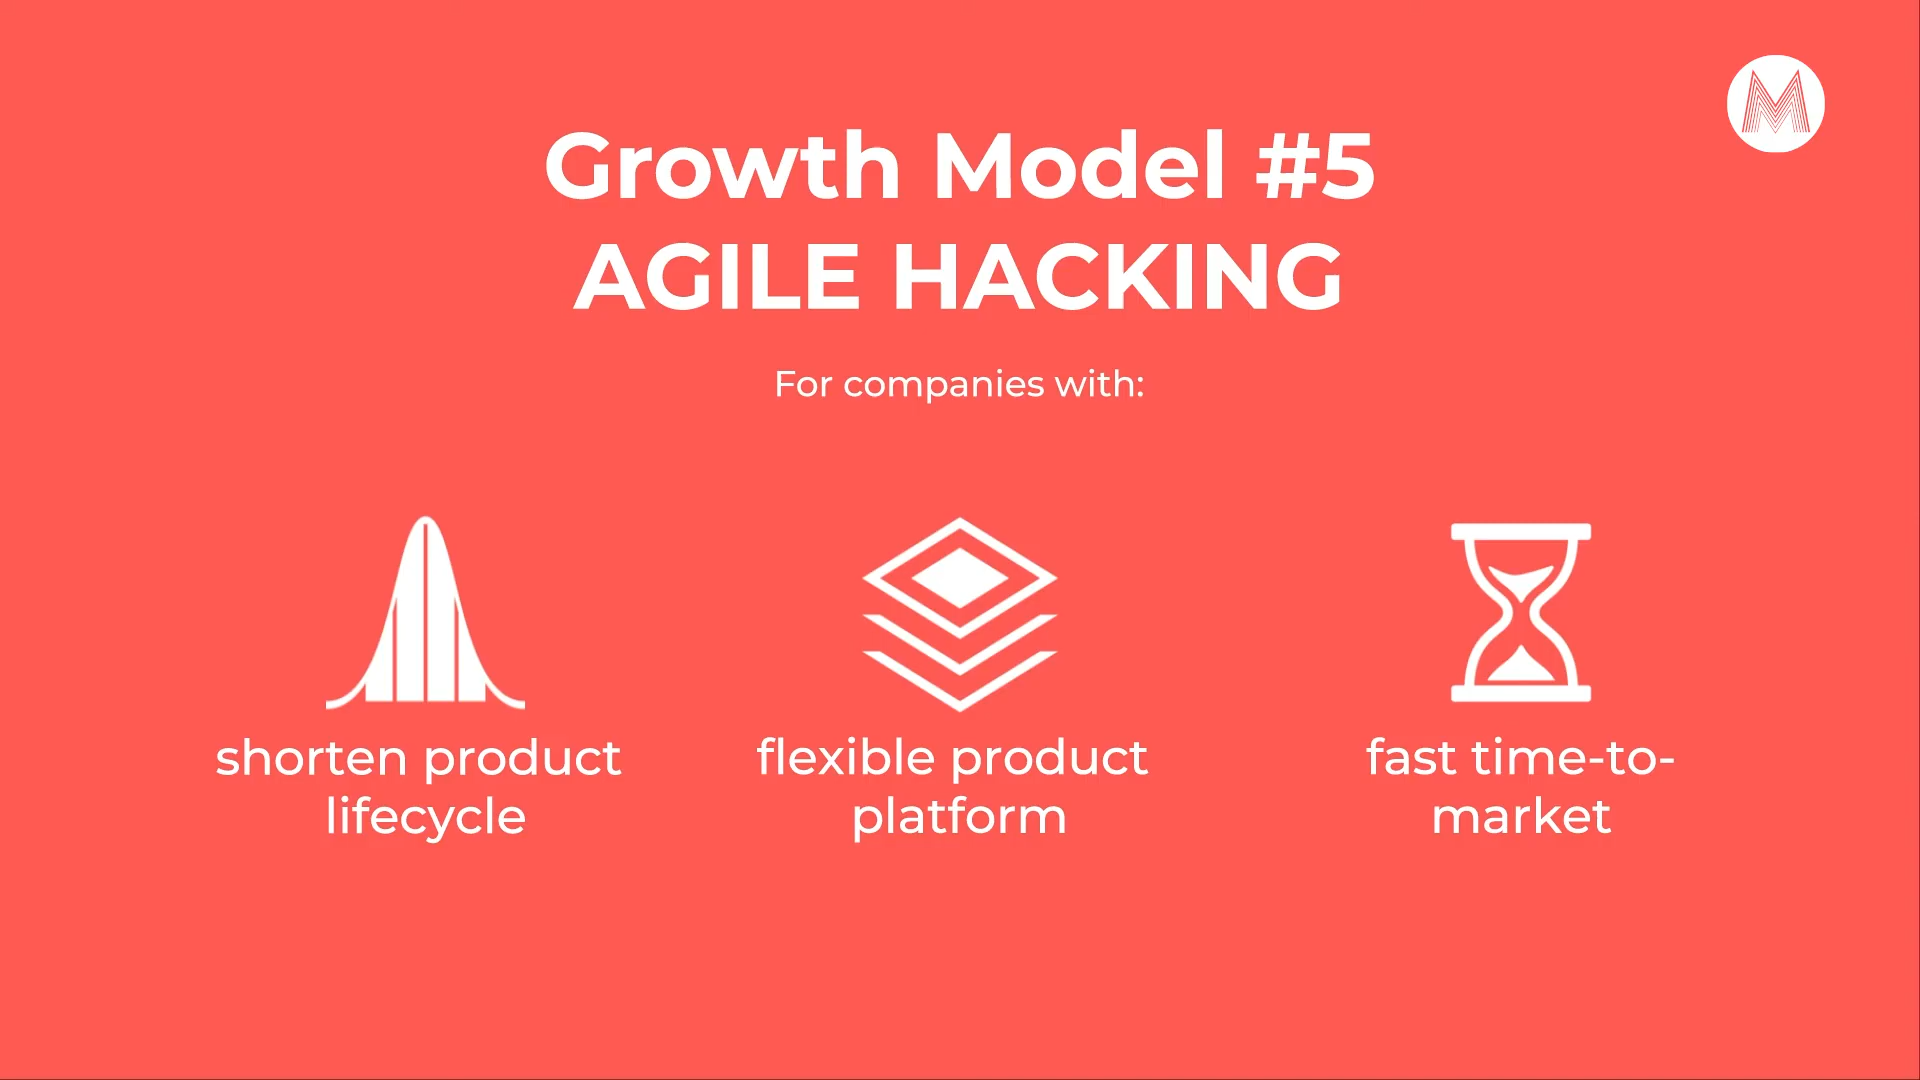 M
Growth Model #5
AGILE HACKING
For companies with:
shorten product
lifecycle
flexible product
platform
fast time-to-
market